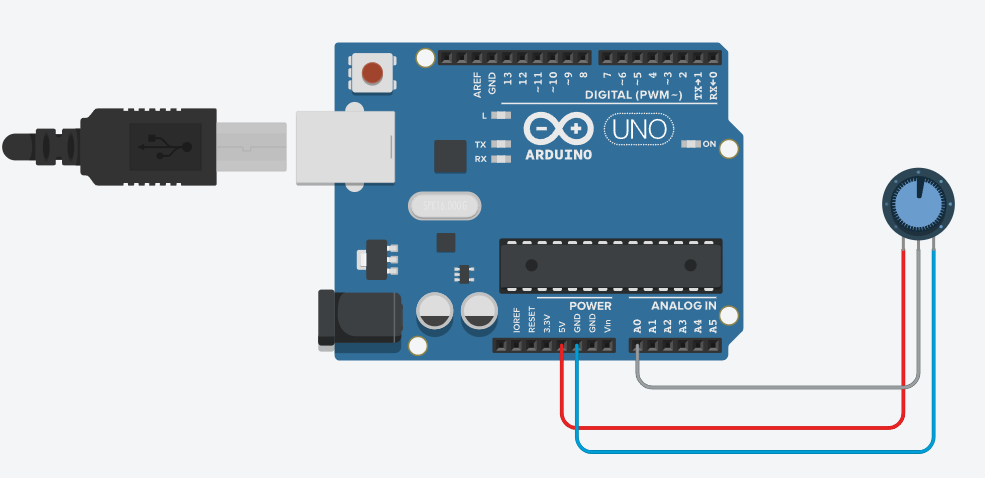 AREF
GND
13
12
~11
~10
~9
8
7
~6
~5
4
~3
2
TX→1
RX←0
DIGITAL (PWM~)
L
TX
RX
ARDUINO
UNO
ON
POWER
ANALOG IN
IOREF
RESET
3.3V
5V
GND
GND
Vin
A0
A1
A2
A3
A4
A5